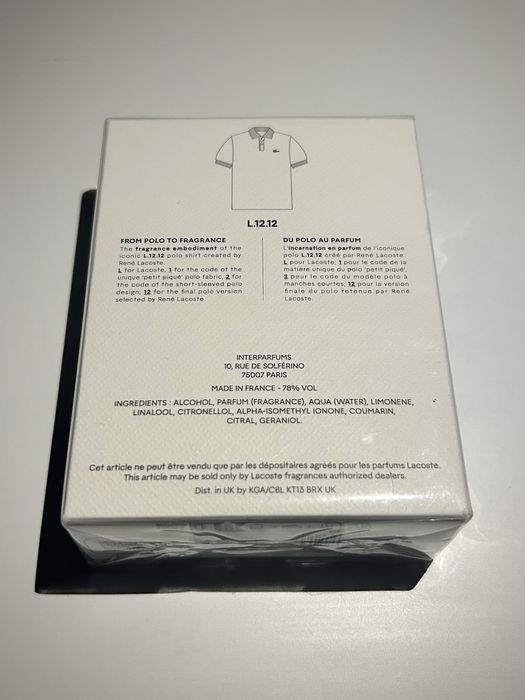 L.12.12
FROM POLO TO FRAGRANCE
The fragrance embodiment of the
iconic L.12.12 polo shirt created by
René Lacoste.
L for Lacoste, 1 for the code of the
unique 'petit piqué' polo fabric, 2 for
the code of the short-sleeved polo
design, 12 for the final polo version
selected by René Lacoste.
DU POLO AU PARFUM
L'incarnation en parfum de l'iconique
polo L.12.12 créé par René Lacoste.
L pour Lacoste, 1 pour le code de la
matière unique du polo 'petit piqué',
2 pour le code du modèle polo à
manches courtes, 12 pour la version
finale du polo retenue par René
Lacoste.
INTERPARFUMS
10, RUE DE SOLFÉRINO
75007 PARIS
MADE IN FRANCE - 78% VOL
INGREDIENTS : ALCOHOL, PARFUM (FRAGRANCE), AQUA (WATER), LIMONENE,
LINALOOL, CITRONELLOL, ALPHA-ISOMETHYL IONONE, COUMARIN,
CITRAL, GERANIOL.
Cet article ne peut être vendu que par les dépositaires agréés pour les parfums Lacoste.
This article may be sold only by Lacoste fragrances authorized dealers.
Dist. in UK by KGA/CBL KT13 BRX UK